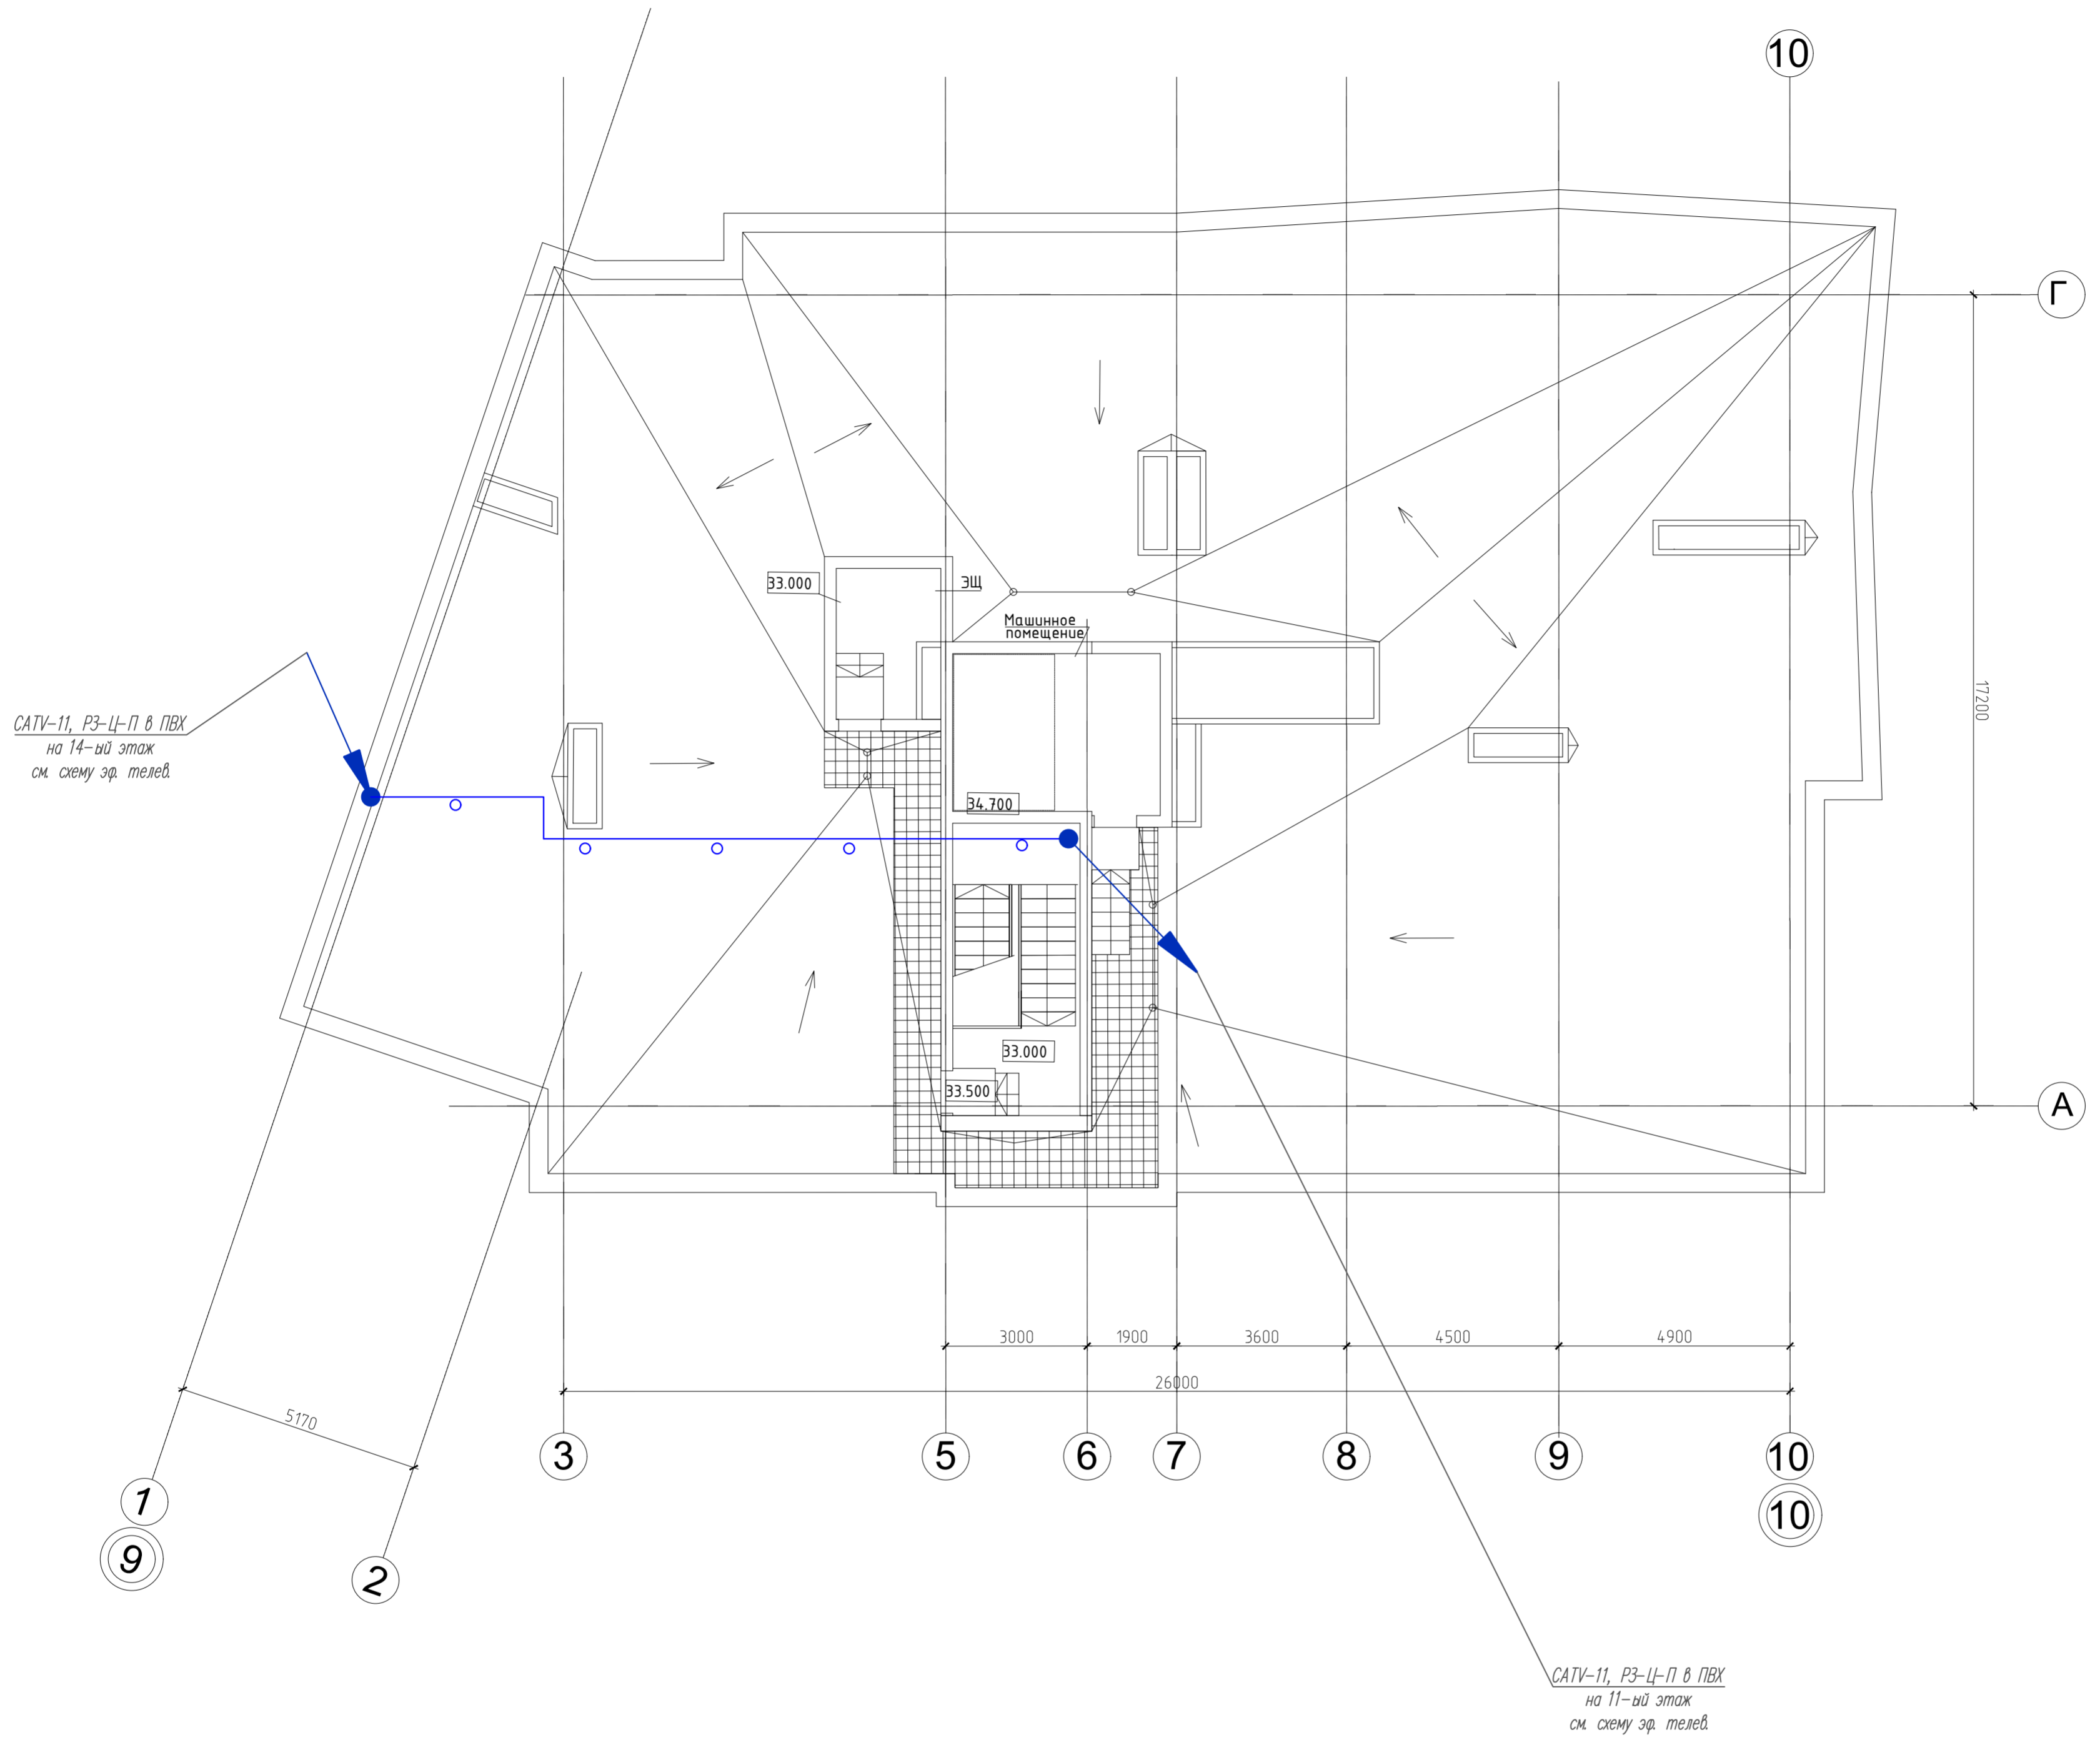 10
Г
33.000
ЭЩ
Машинное
помещение
17200
САТV-11, РЗ-Ц-П в ПВХ
на 14-ый этаж
см. схему эф. телев.
34.700
33.000
33.500
А
3000
1900
3600
4500
4900
26000
5170
3
5
6
7
8
9
10
1
10
9
2
САТV-11, РЗ-Ц-П в ПВХ
на 11-ый этаж
см. схему эф. телев.